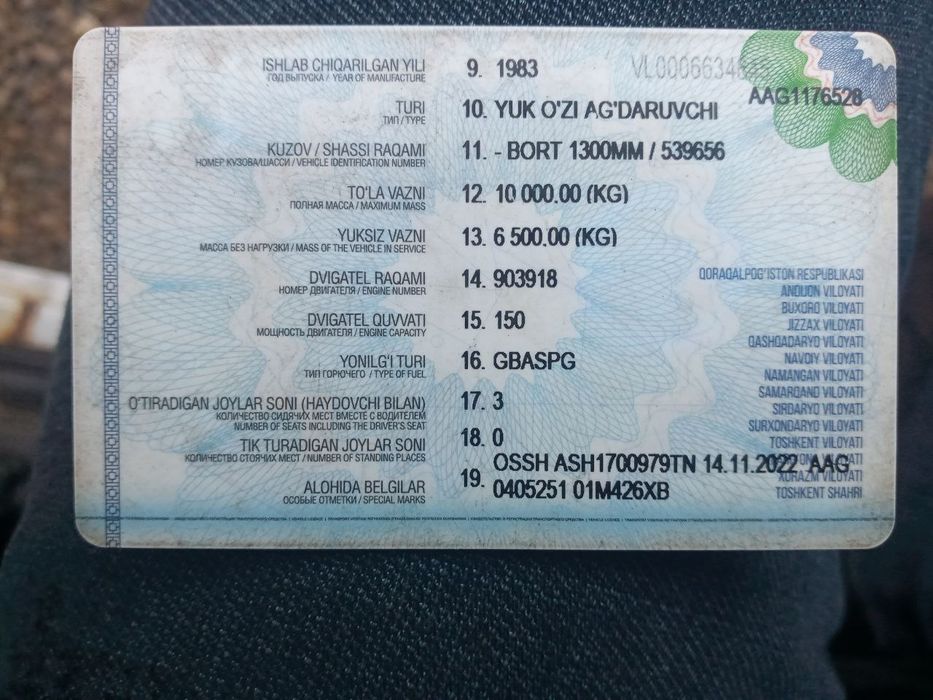 ISHLAB CHIQARILGAN YILI 9. 1983
ГОД ВЫПУСКА / YEAR OF MANUFACTURE
AAG1176528
TURI 10. YUK O'ZI AG'DARUVCHI
ТИП / TYPE
KUZOV / SHASSI RAQAMI 11. - BORT 1300MM / 539656
НОМЕР КУЗОВА/ШАССИ / VEHICLE IDENTIFICATION NUMBER
TO'LA VAZNI 12. 10 000.00 (KG)
ПОЛНАЯ МАССА / MAXIMUM MASS
YUKSIZ VAZNI 13. 6 500.00 (KG)
МАССА БЕЗ НАГРУЗКИ / MASS OF THE VEHICLE IN SERVICE
DVIGATEL RAQAMI 14. 903918
НОМЕР ДВИГАТЕЛЯ / ENGINE NUMBER
DVIGATEL QUVVATI 15. 150
МОЩНОСТЬ ДВИГАТЕЛЯ / ENGINE CAPACITY
YONILG'I TURI 16. GBASPG
ТИП ГОРЮЧЕГО / TYPE OF FUEL
O'TIRADIGAN JOYLAR SONI (HAYDOVCHI BILAN) 17. 3
КОЛИЧЕСТВО СИДЯЧИХ МЕСТ ВМЕСТЕ С ВОДИТЕЛЕМ
NUMBER OF SEATS INCLUDING THE DRIVER'S SEAT
TIK TURADIGAN JOYLAR SONI 18. 0
КОЛИЧЕСТВО СТОЯЧИХ МЕСТ / NUMBER OF STANDING PLACES
ALOHIDA BELGILAR 19. OSSH ASH1700979TN 14.11.2022 AAG
ОСОБЫЕ ОТМЕТКИ / SPECIAL MARKS
0405251 01M426XB
QORAQALPOG'ISTON RESPUBLIKASI
ANDIJON VILOYATI
BUXORO VILOYATI
JIZZAX VILOYATI
QASHQADARYO VILOYATI
NAVOIY VILOYATI
NAMANGAN VILOYATI
SAMARQAND VILOYATI
SIRDARYO VILOYATI
SURXONDARYO VILOYATI
TOSHKENT VILOYATI
XORAZM VILOYATI
TOSHKENT SHAHRI